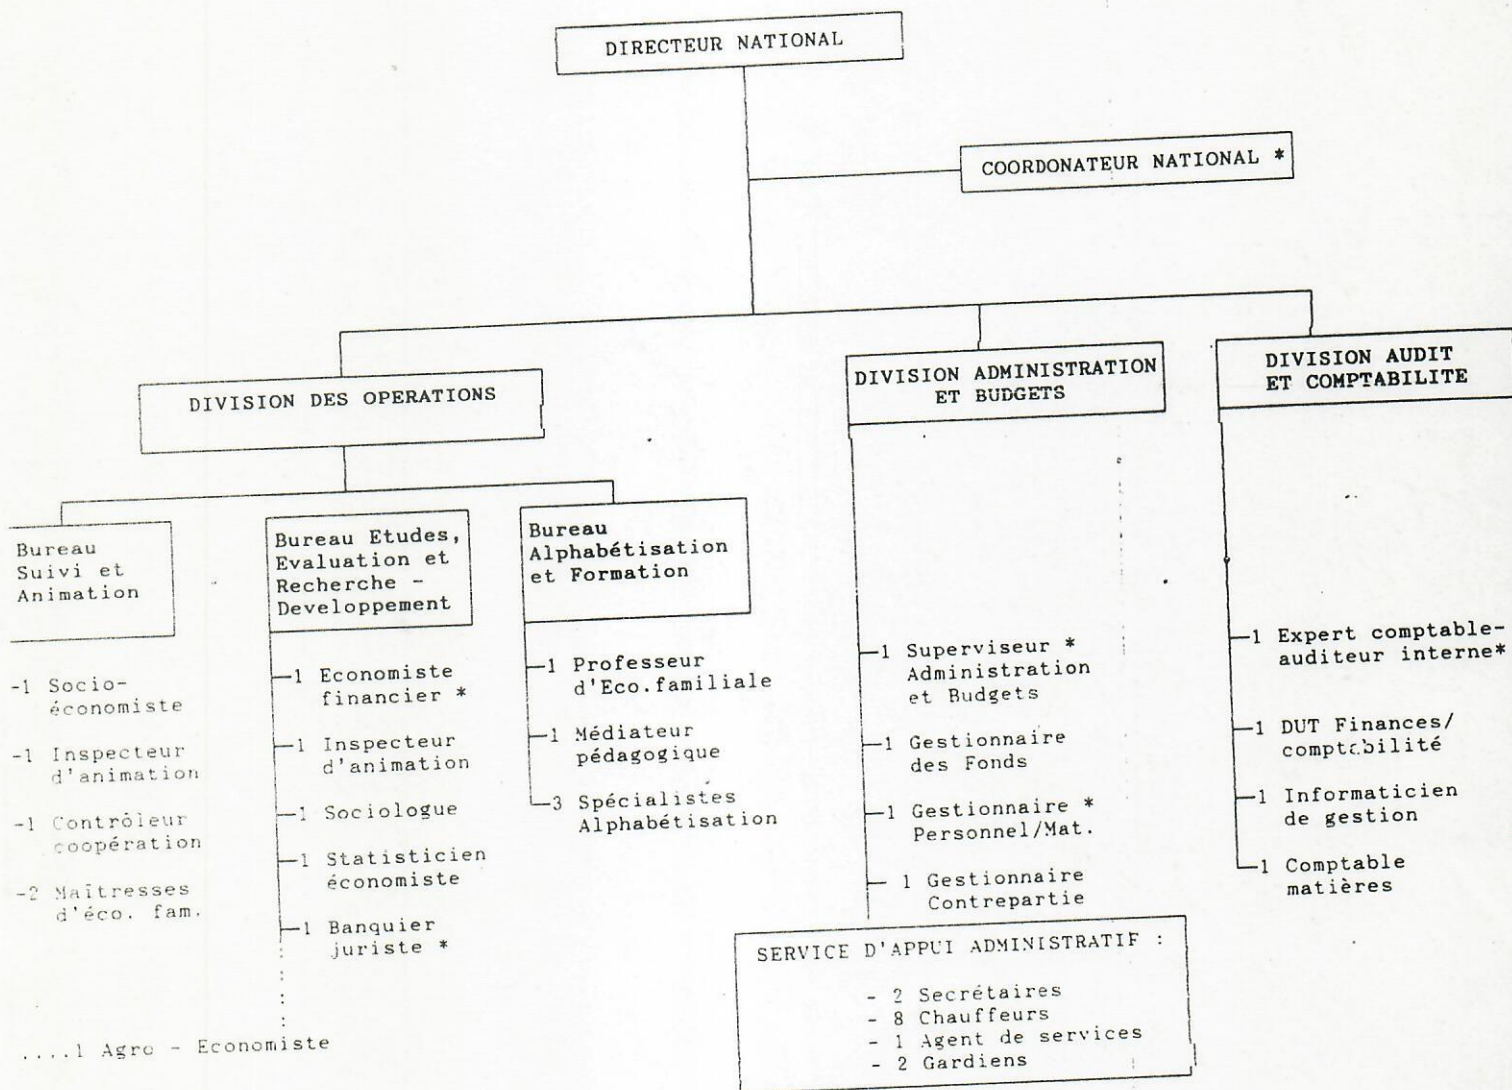 DIRECTEUR NATIONAL
COORDONATEUR NATIONAL *
DIVISION DES OPERATIONS
DIVISION ADMINISTRATION
ET BUDGETS
DIVISION AUDIT
ET COMPTABILITE
Bureau
Suivi et
Animation
-1 Socio-
économiste
-1 Inspecteur
d'animation
-1 Contrôleur
coopération
-2 Maîtresses
d'éco. fam.
Bureau Etudes,
Evaluation et
Recherche -
Developpement
1 Economiste
financier *
1 Inspecteur
d'animation
1 Sociologue
1 Statisticien
économiste
1 Banquier
juriste *
....1 Agro - Economiste
Bureau
Alphabétisation
et Formation
1 Professeur
d'Eco.familiale
1 Médiateur
pédagogique
3 Spécialistes
Alphabétisation
1 Superviseur *
Administration
et Budgets
1 Gestionnaire
des Fonds
1 Gestionnaire *
Personnel/Mat.
1 Gestionnaire
Contrepartie
SERVICE D'APPUI ADMINISTRATIF :
- 2 Secrétaires
- 8 Chauffeurs
- 1 Agent de services
- 2 Gardiens
1 Expert comptable-
auditeur interne*
1 DUT Finances/
comptabilité
1 Informaticien
de gestion
1 Comptable
matières